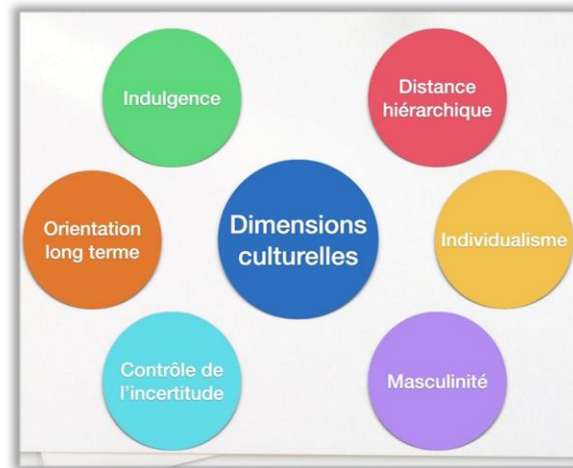 Indulgence
Distance
hiérarchique
Orientation
long terme
Dimensions
culturelles
Individualisme
Contrôle de
l'incertitude
Masculinité